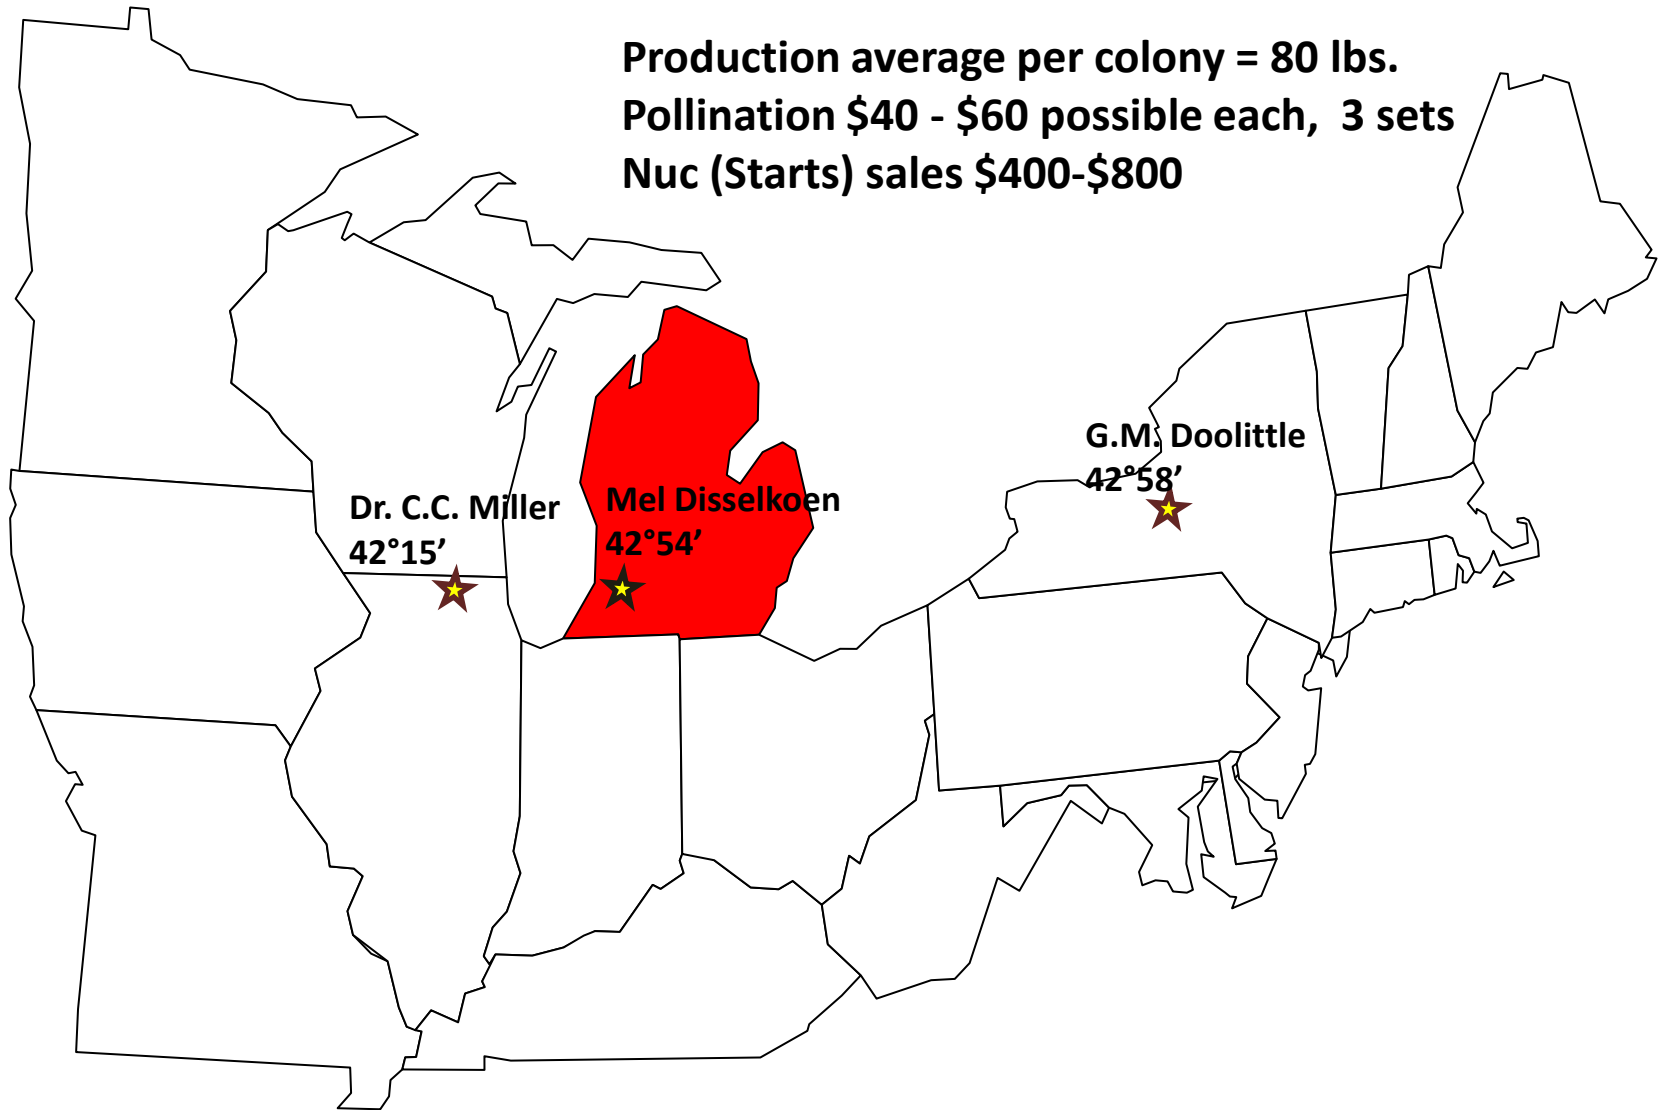 Production average per colony = 80 lbs.
Pollination $40 - $60 possible each,  3 sets
Nuc (Starts) sales $400-$800
G.M. Doolittle
42°58’
Dr. C.C. Miller
42°15’
Mel Disselkoen
42°54’